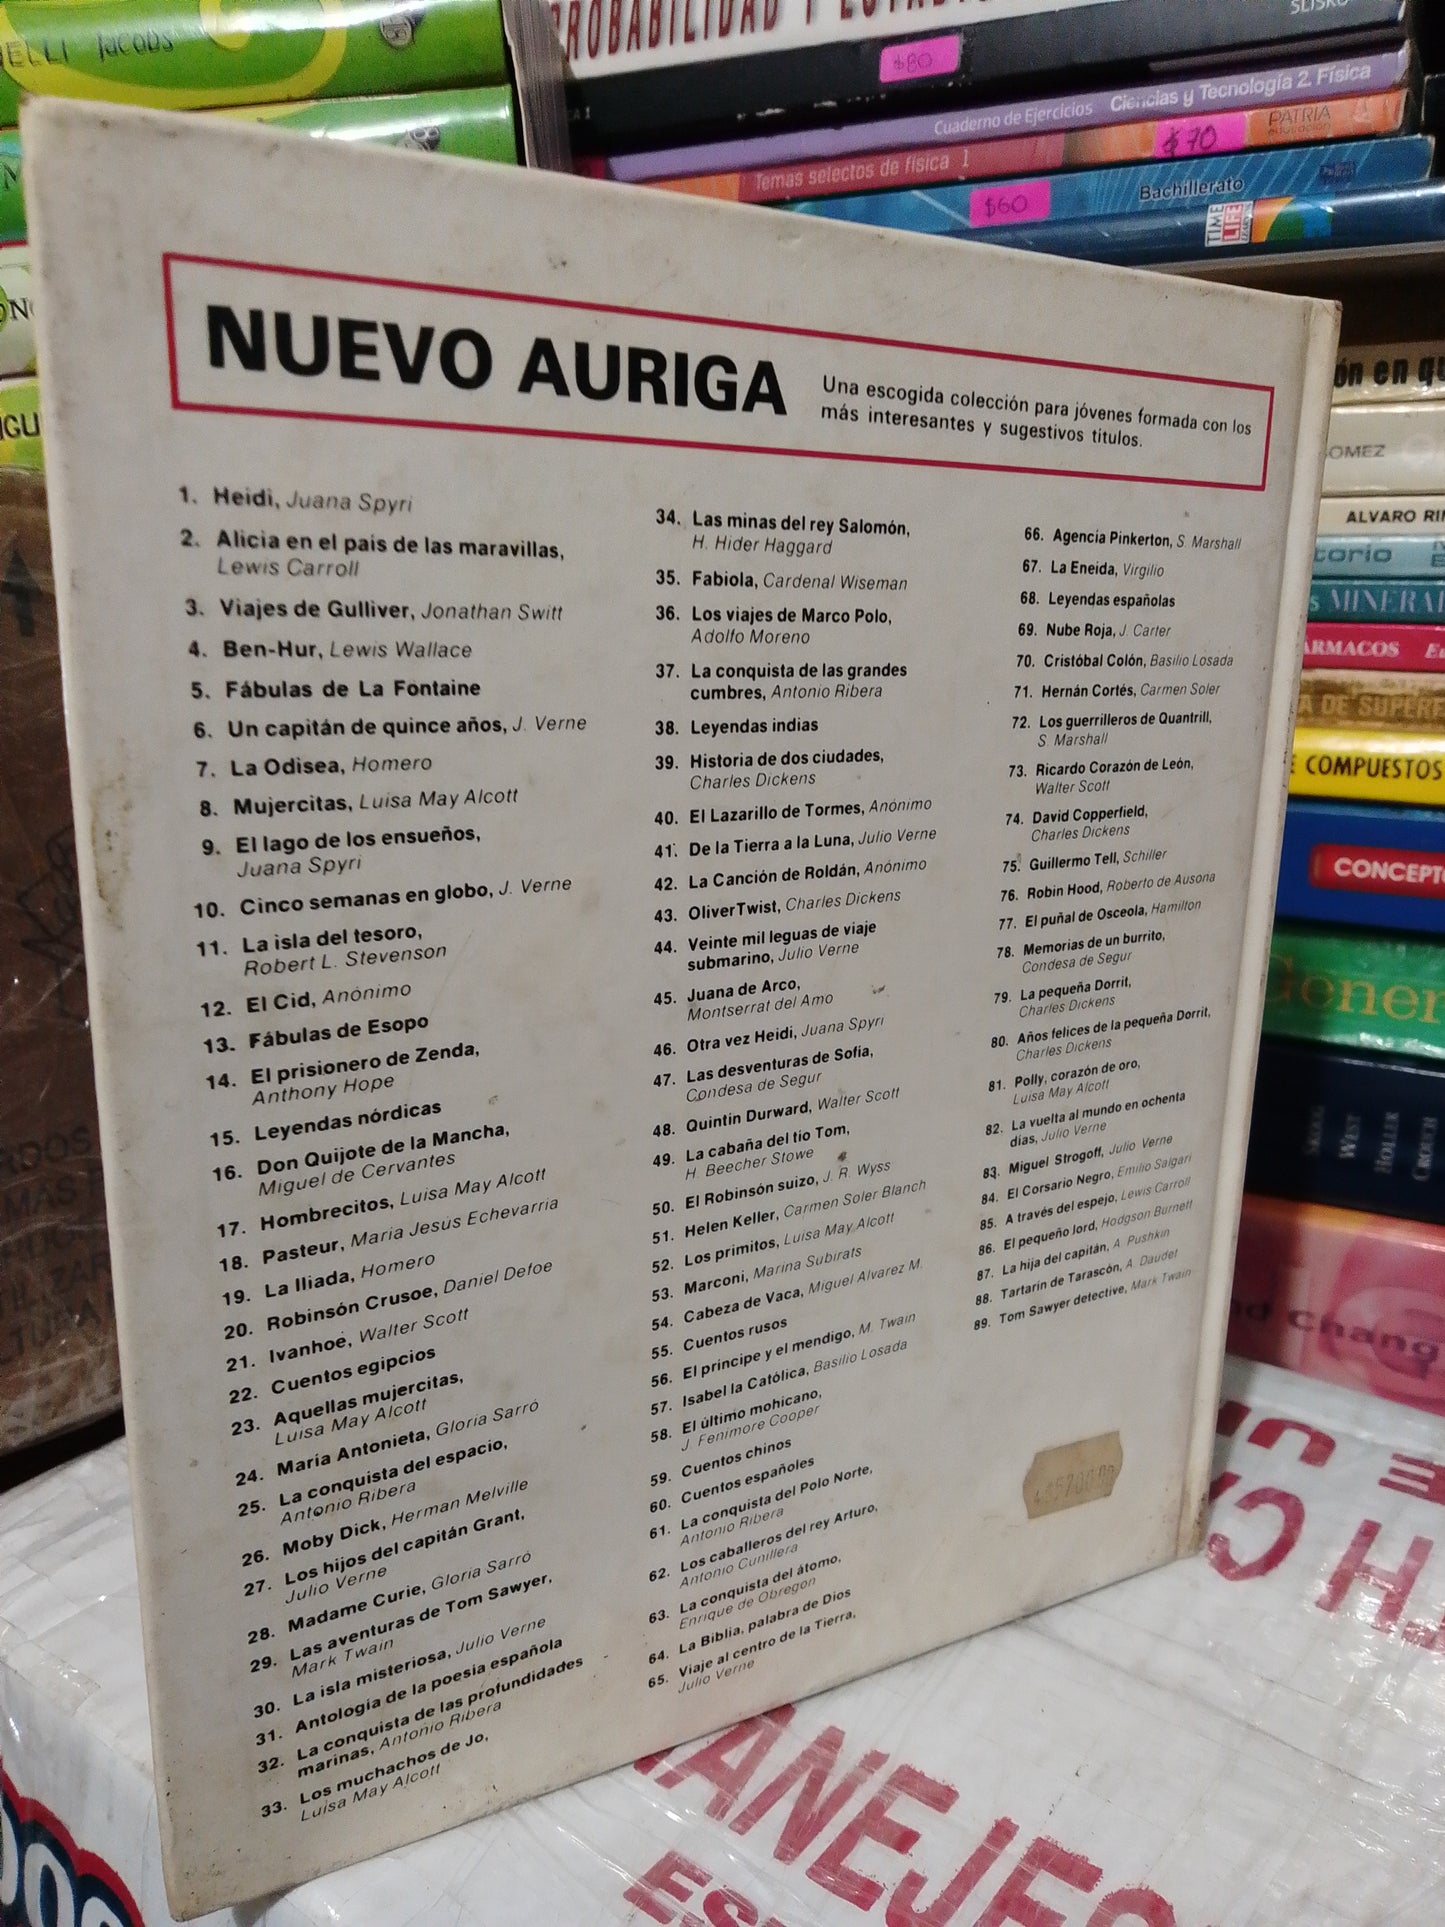 ELLI Jacobs
PROBABILIDAD Y
SLISKO
$80
Cuaderno de Ejercicios Ciencias y Tecnología 2. Física
PATRIA
educación
$70
Temas selectos de física 1
Bachillerato
$60
TIME
LIFE
NUEVO AURIGA
Una escogida colección para jóvenes formada con los
más interesantes y sugestivos títulos.
1. Heidi, Juana Spyri
2. Alicia en el país de las maravillas,
Lewis Carroll
3. Viajes de Gulliver, Jonathan Switt
4. Ben-Hur, Lewis Wallace
5. Fábulas de La Fontaine
6. Un capitán de quince años, J. Verne
7. La Odisea, Homero
8. Mujercitas, Luisa May Alcott
9. El lago de los ensueños,
Juana Spyri
10. Cinco semanas en globo, J. Verne
11. La isla del tesoro,
Robert L. Stevenson
12. El Cid, Anónimo
13. Fábulas de Esopo
14. El prisionero de Zenda,
Anthony Hope
15. Leyendas nórdicas
16. Don Quijote de la Mancha,
Miguel de Cervantes
17. Hombrecitos, Luisa May Alcott
18. Pasteur, María Jesús Echevarria
19. La Iliada, Homero
20. Robinsón Crusoe, Daniel Defoe
21. Ivanhoe, Walter Scott
22. Cuentos egipcios
23. Aquellas mujercitas,
Luisa May Alcott
24. María Antonieta, Gloria Sarró
25. La conquista del espacio,
Antonio Ribera
26. Moby Dick, Herman Melville
27. Los hijos del capitán Grant,
Julio Verne
28. Madame Curie, Gloria Sarró
29. Las aventuras de Tom Sawyer,
Mark Twain
30. La isla misteriosa, Julio Verne
31. Antología de la poesía española
32. La conquista de las profundidades
marinas, Antonio Ribera
33. Los muchachos de Jo,
Luisa May Alcott
34. Las minas del rey Salomón,
H. Hider Haggard
35. Fabiola, Cardenal Wiseman
36. Los viajes de Marco Polo,
Adolfo Moreno
37. La conquista de las grandes
cumbres, Antonio Ribera
38. Leyendas indias
39. Historia de dos ciudades,
Charles Dickens
40. El Lazarillo de Tormes, Anónimo
41. De la Tierra a la Luna, Julio Verne
42. La Canción de Roldán, Anónimo
43. Oliver Twist, Charles Dickens
44. Veinte mil leguas de viaje
submarino, Julio Verne
45. Juana de Arco,
Montserrat del Amo
46. Otra vez Heidi, Juana Spyri
47. Las desventuras de Sofía,
Condesa de Segur
48. Quintin Durward, Walter Scott
49. La cabaña del tío Tom,
H. Beecher Stowe
50. El Robinsón suizo, J. R. Wyss
51. Helen Keller, Carmen Soler Blanch
52. Los primitos, Luisa May Alcott
53. Marconi, Marina Subirats
54. Cabeza de Vaca, Miguel Alvarez M.
55. Cuentos rusos
56. El príncipe y el mendigo, M. Twain
57. Isabel la Católica, Basilio Losada
58. El último mohicano,
J. Fenimore Cooper
59. Cuentos chinos
60. Cuentos españoles
61. La conquista del Polo Norte,
Antonio Ribera
62. Los caballeros del rey Arturo,
Antonio Cunillera
63. La conquista del átomo,
Enrique de Obregon
64. La Biblia, palabra de Dios
65. Viaje al centro de la Tierra,
Julio Verne
66. Agencia Pinkerton, S. Marshall
67. La Eneida, Virgilio
68. Leyendas españolas
69. Nube Roja, J. Carter
70. Cristóbal Colón, Basilio Losada
71. Hernán Cortés, Carmen Soler
72. Los guerrilleros de Quantrill,
S. Marshall
73. Ricardo Corazón de León,
Walter Scott
74. David Copperfield,
Charles Dickens
75. Guillermo Tell, Schiller
76. Robin Hood, Roberto de Ausona
77. El puñal de Osceola, Hamilton
78. Memorias de un burrito,
Condesa de Segur
79. La pequeña Dorrit,
Charles Dickens
80. Años felices de la pequeña Dorrit,
Charles Dickens
81. Polly, corazón de oro,
Luisa May Alcott
82. La vuelta al mundo en ochenta
días, Julio Verne
83. Miguel Strogoff, Julio Verne
84. El Corsario Negro, Emilio Salgari
85. A través del espejo, Lewis Carroll
86. El pequeño lord, Hodgson Burnett
87. La hija del capitán, A. Pushkin
88. Tartarín de Tarascón, A. Daudet
89. Tom Sawyer detective, Mark Twain
ón en qu
OMEZ
ALVARO RI
torio
MINERA
ARMACOS
A DE SUPERF
E COMPUESTOS
CONCEPT
Gener
SKOOG
WEST
HOLLER
CROUCH
d chang
ANEJE
ES